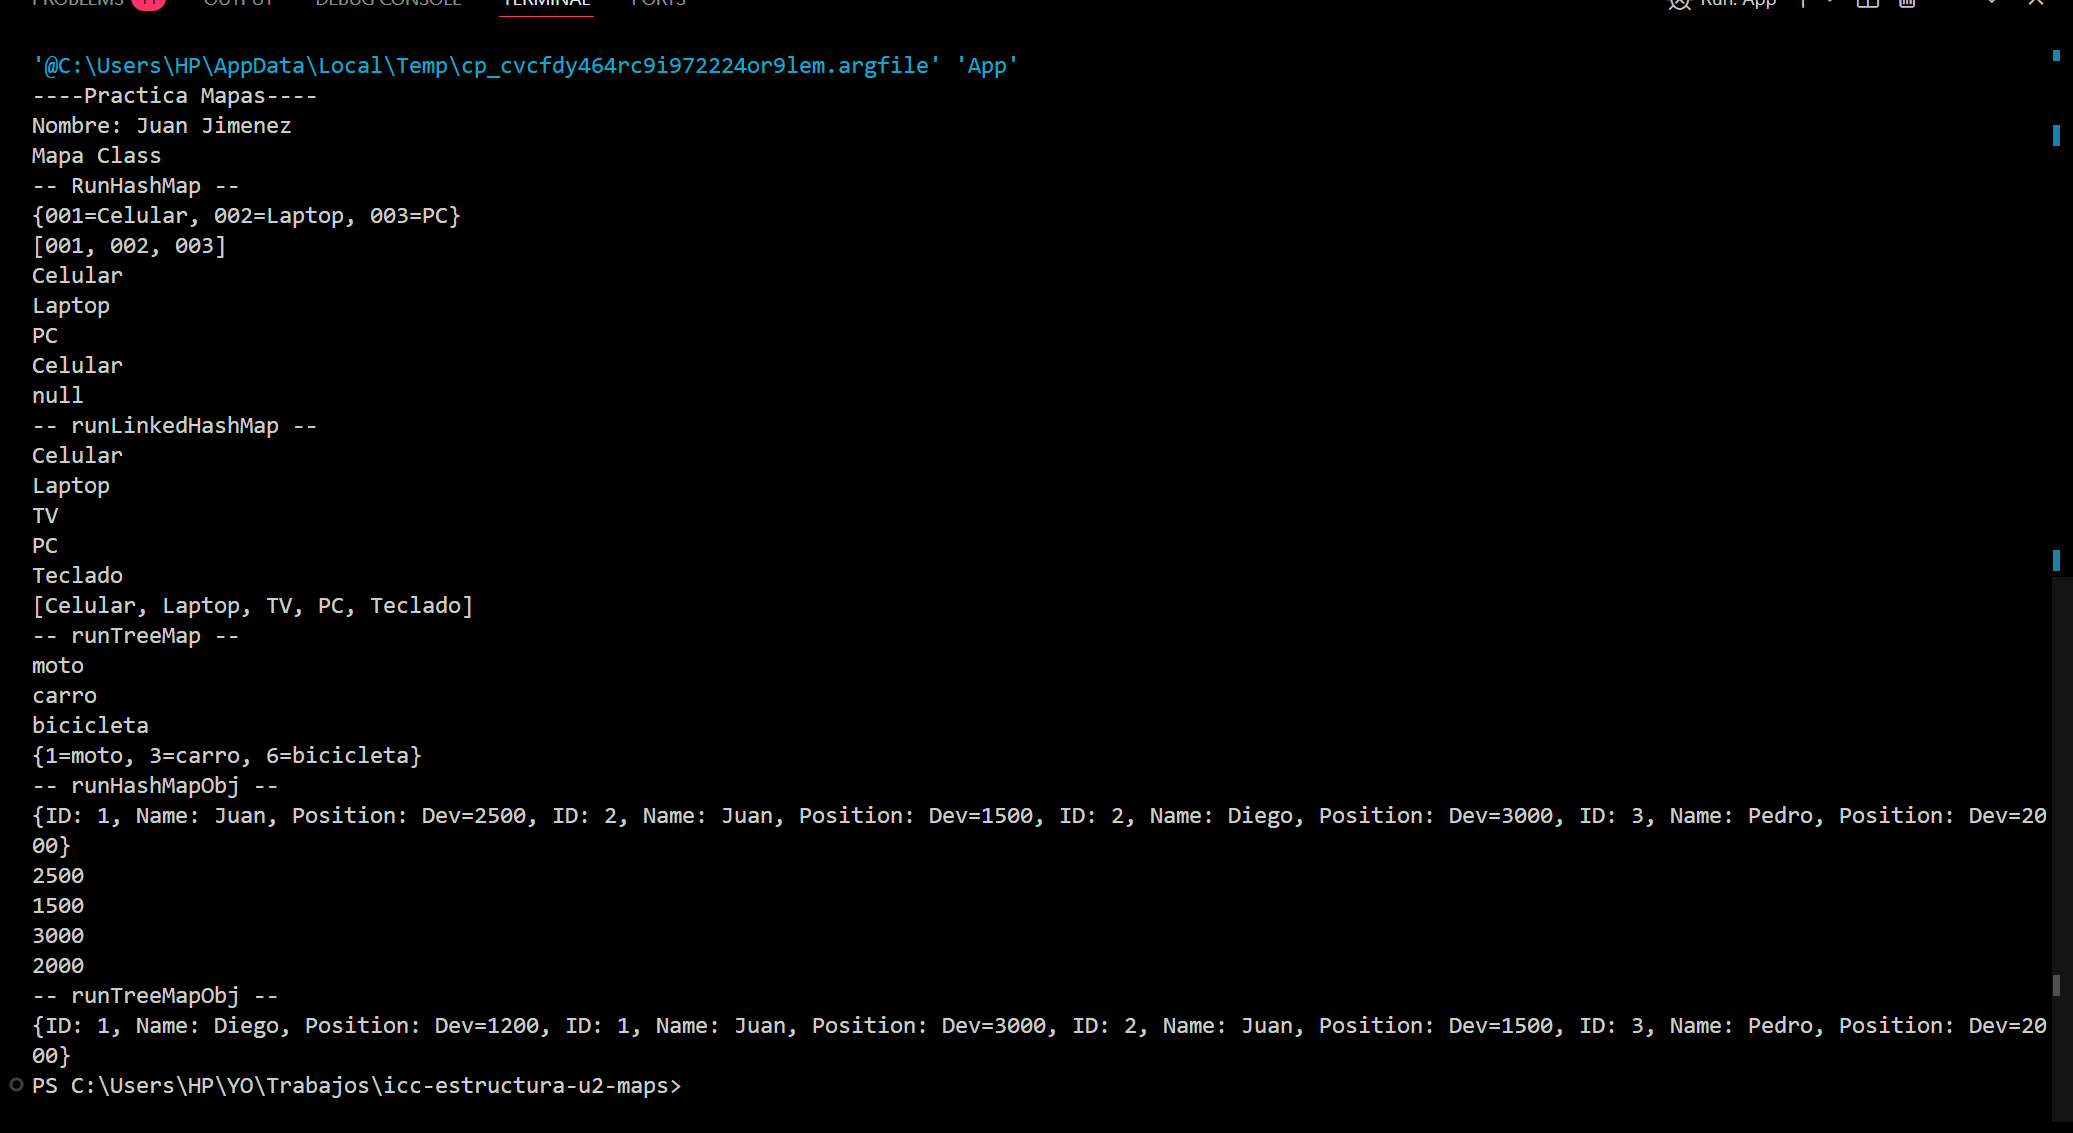 PROBLEMS 11 OUTPUT DEBUG CONSOLE TERMINAL PORTS Run: App
'@C:\Users\HP\AppData\Local\Temp\cp_cvcfdy464rc9i972224or9lem.argfile' 'App'
----Practica Mapas----
Nombre: Juan Jimenez
Mapa Class
-- RunHashMap --
{001=Celular, 002=Laptop, 003=PC}
[001, 002, 003]
Celular
Laptop
PC
Celular
null
-- runLinkedHashMap --
Celular
Laptop
TV
PC
Teclado
[Celular, Laptop, TV, PC, Teclado]
-- runTreeMap --
moto
carro
bicicleta
{1=moto, 3=carro, 6=bicicleta}
-- runHashMapObj --
{ID: 1, Name: Juan, Position: Dev=2500, ID: 2, Name: Juan, Position: Dev=1500, ID: 2, Name: Diego, Position: Dev=3000, ID: 3, Name: Pedro, Position: Dev=20
00}
2500
1500
3000
2000
-- runTreeMapObj --
{ID: 1, Name: Diego, Position: Dev=1200, ID: 1, Name: Juan, Position: Dev=3000, ID: 2, Name: Juan, Position: Dev=1500, ID: 3, Name: Pedro, Position: Dev=20
00}
PS C:\Users\HP\YO\Trabajos\icc-estructura-u2-maps>